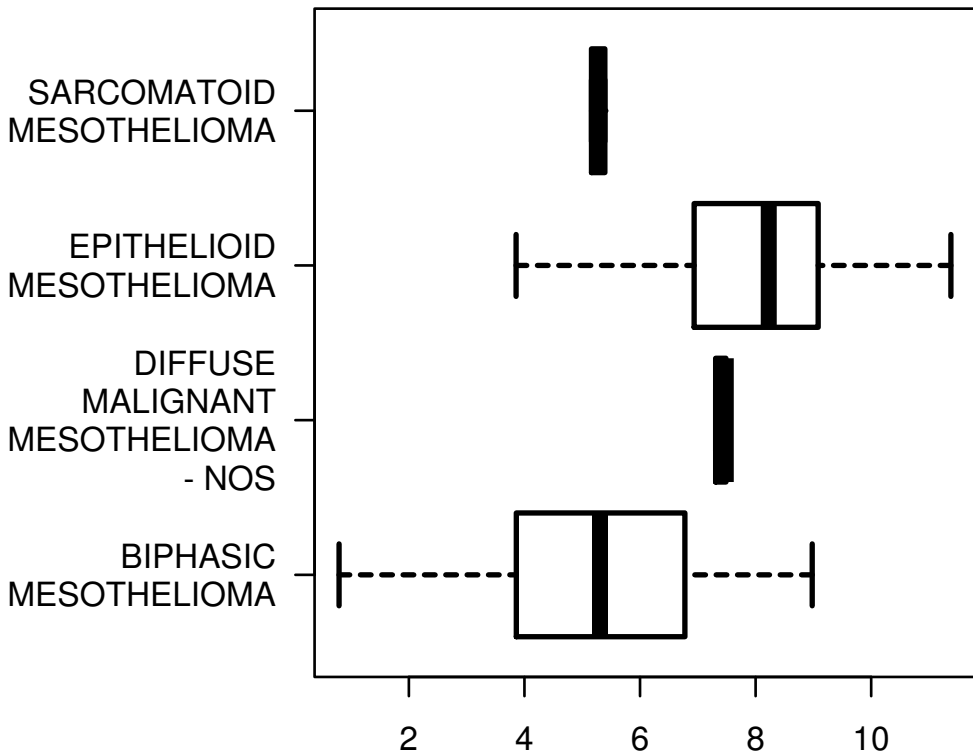 SARCOMATOID
MESOTHELIOMA
EPITHELIOID
MESOTHELIOMA
DIFFUSE
MALIGNANT
MESOTHELIOMA
- NOS
BIPHASIC
MESOTHELIOMA
2 4 6 8 10